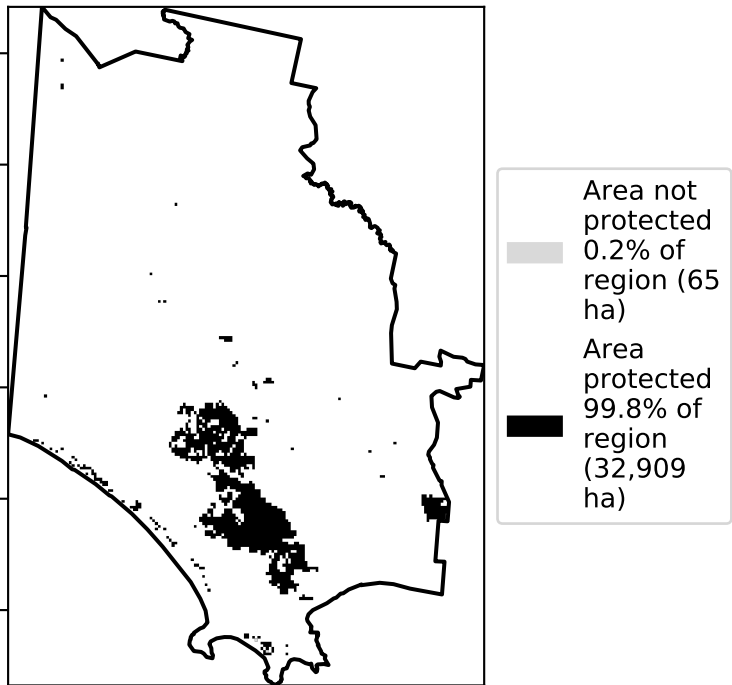 Area not
protected
0.2% of
region (65
ha)
Area
protected
99.8% of
region
(32,909
ha)